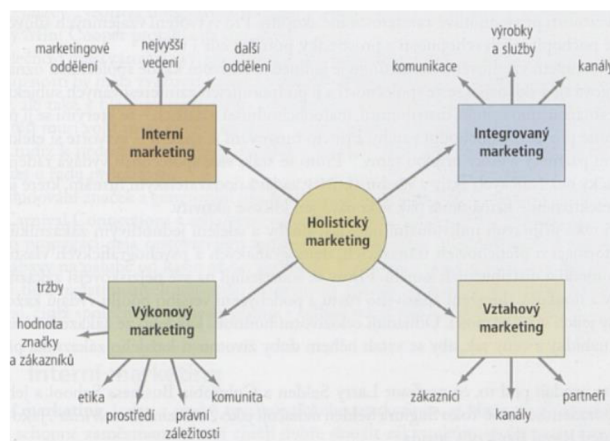 marketingové
oddělení
nejvyšší
vedení
další
oddělení
Interní
marketing
komunikace
výrobky
a služby
kanály
Integrovaný
marketing
Holistický
marketing
tržby
hodnota
značky
a zákazníků
Výkonový
marketing
etika
prostředí
právní
záležitosti
komunita
Vztahový
marketing
zákazníci
kanály
partneři